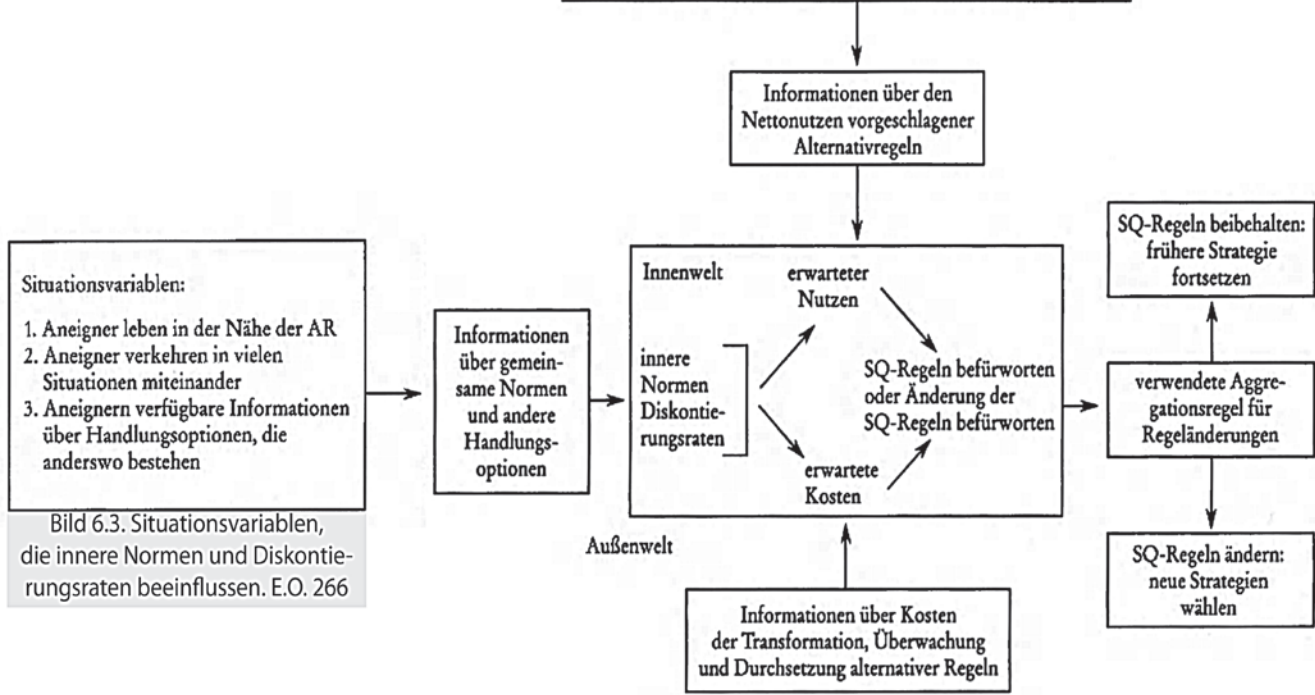 Informationen über den
Nettonutzen vorgeschlagener
Alternativregeln
Situationsvariablen:
1. Aneigner leben in der Nähe der AR
2. Aneigner verkehren in vielen
Situationen miteinander
3. Aneignern verfügbare Informationen
über Handlungsoptionen, die
anderswo bestehen
Bild 6.3. Situationsvariablen,
die innere Normen und Diskontie-
rungsraten beeinflussen. E.O. 266
Informationen
über gemein-
same Normen
und andere
Handlungs-
optionen
Innenwelt
erwarteter
Nutzen
innere
Normen
Diskontie-
rungsraten
SQ-Regeln befürworten
oder Änderung der
SQ-Regeln befürworten
erwartete
Kosten
Außenwelt
Informationen über Kosten
der Transformation, Überwachung
und Durchsetzung alternativer Regeln
SQ-Regeln beibehalten:
frühere Strategie
fortsetzen
verwendete Aggre-
gationsregel für
Regeländerungen
SQ-Regeln ändern:
neue Strategien
wählen